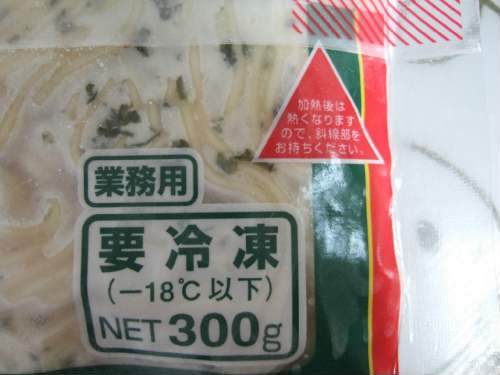 加熱後は
熱くなります
ので、斜線部を
お持ちください。
業務用
要冷凍
(-18℃以下)
NET 300g